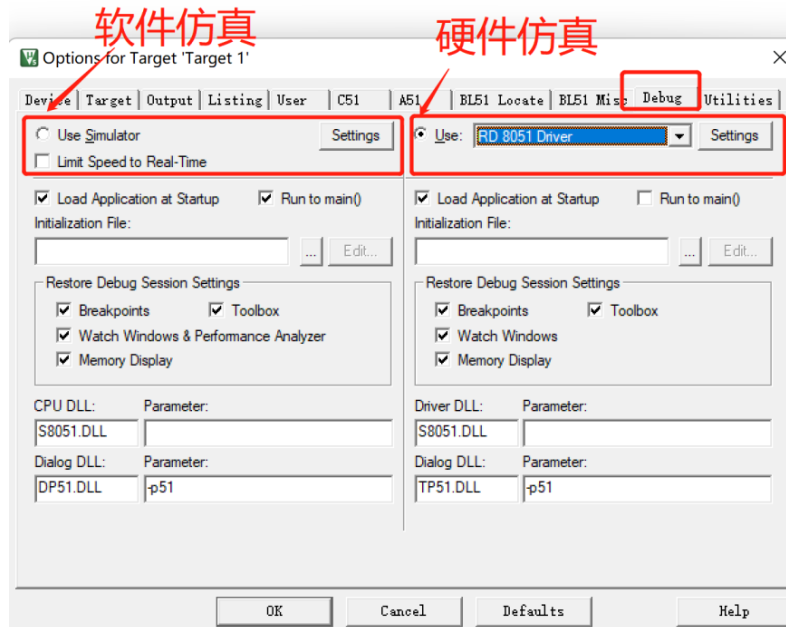 软件仿真
硬件仿真
Options for Target 'Target 1'
Device Target Output Listing User C51 A51 BL51 Locate BL51 Misc Debug Utilities
Use Simulator Settings
Limit Speed to Real-Time
Use: RD 8051 Driver Settings
Load Application at Startup Run to main()
Initialization File:
... Edit...
Restore Debug Session Settings
Breakpoints Toolbox
Watch Windows & Performance Analyzer
Memory Display
CPU DLL: Parameter:
S8051.DLL
Dialog DLL: Parameter:
DP51.DLL -p51
Load Application at Startup Run to main()
Initialization File:
... Edit...
Restore Debug Session Settings
Breakpoints Toolbox
Watch Windows
Memory Display
Driver DLL: Parameter:
S8051.DLL
Dialog DLL: Parameter:
TP51.DLL -p51
OK Cancel Defaults Help